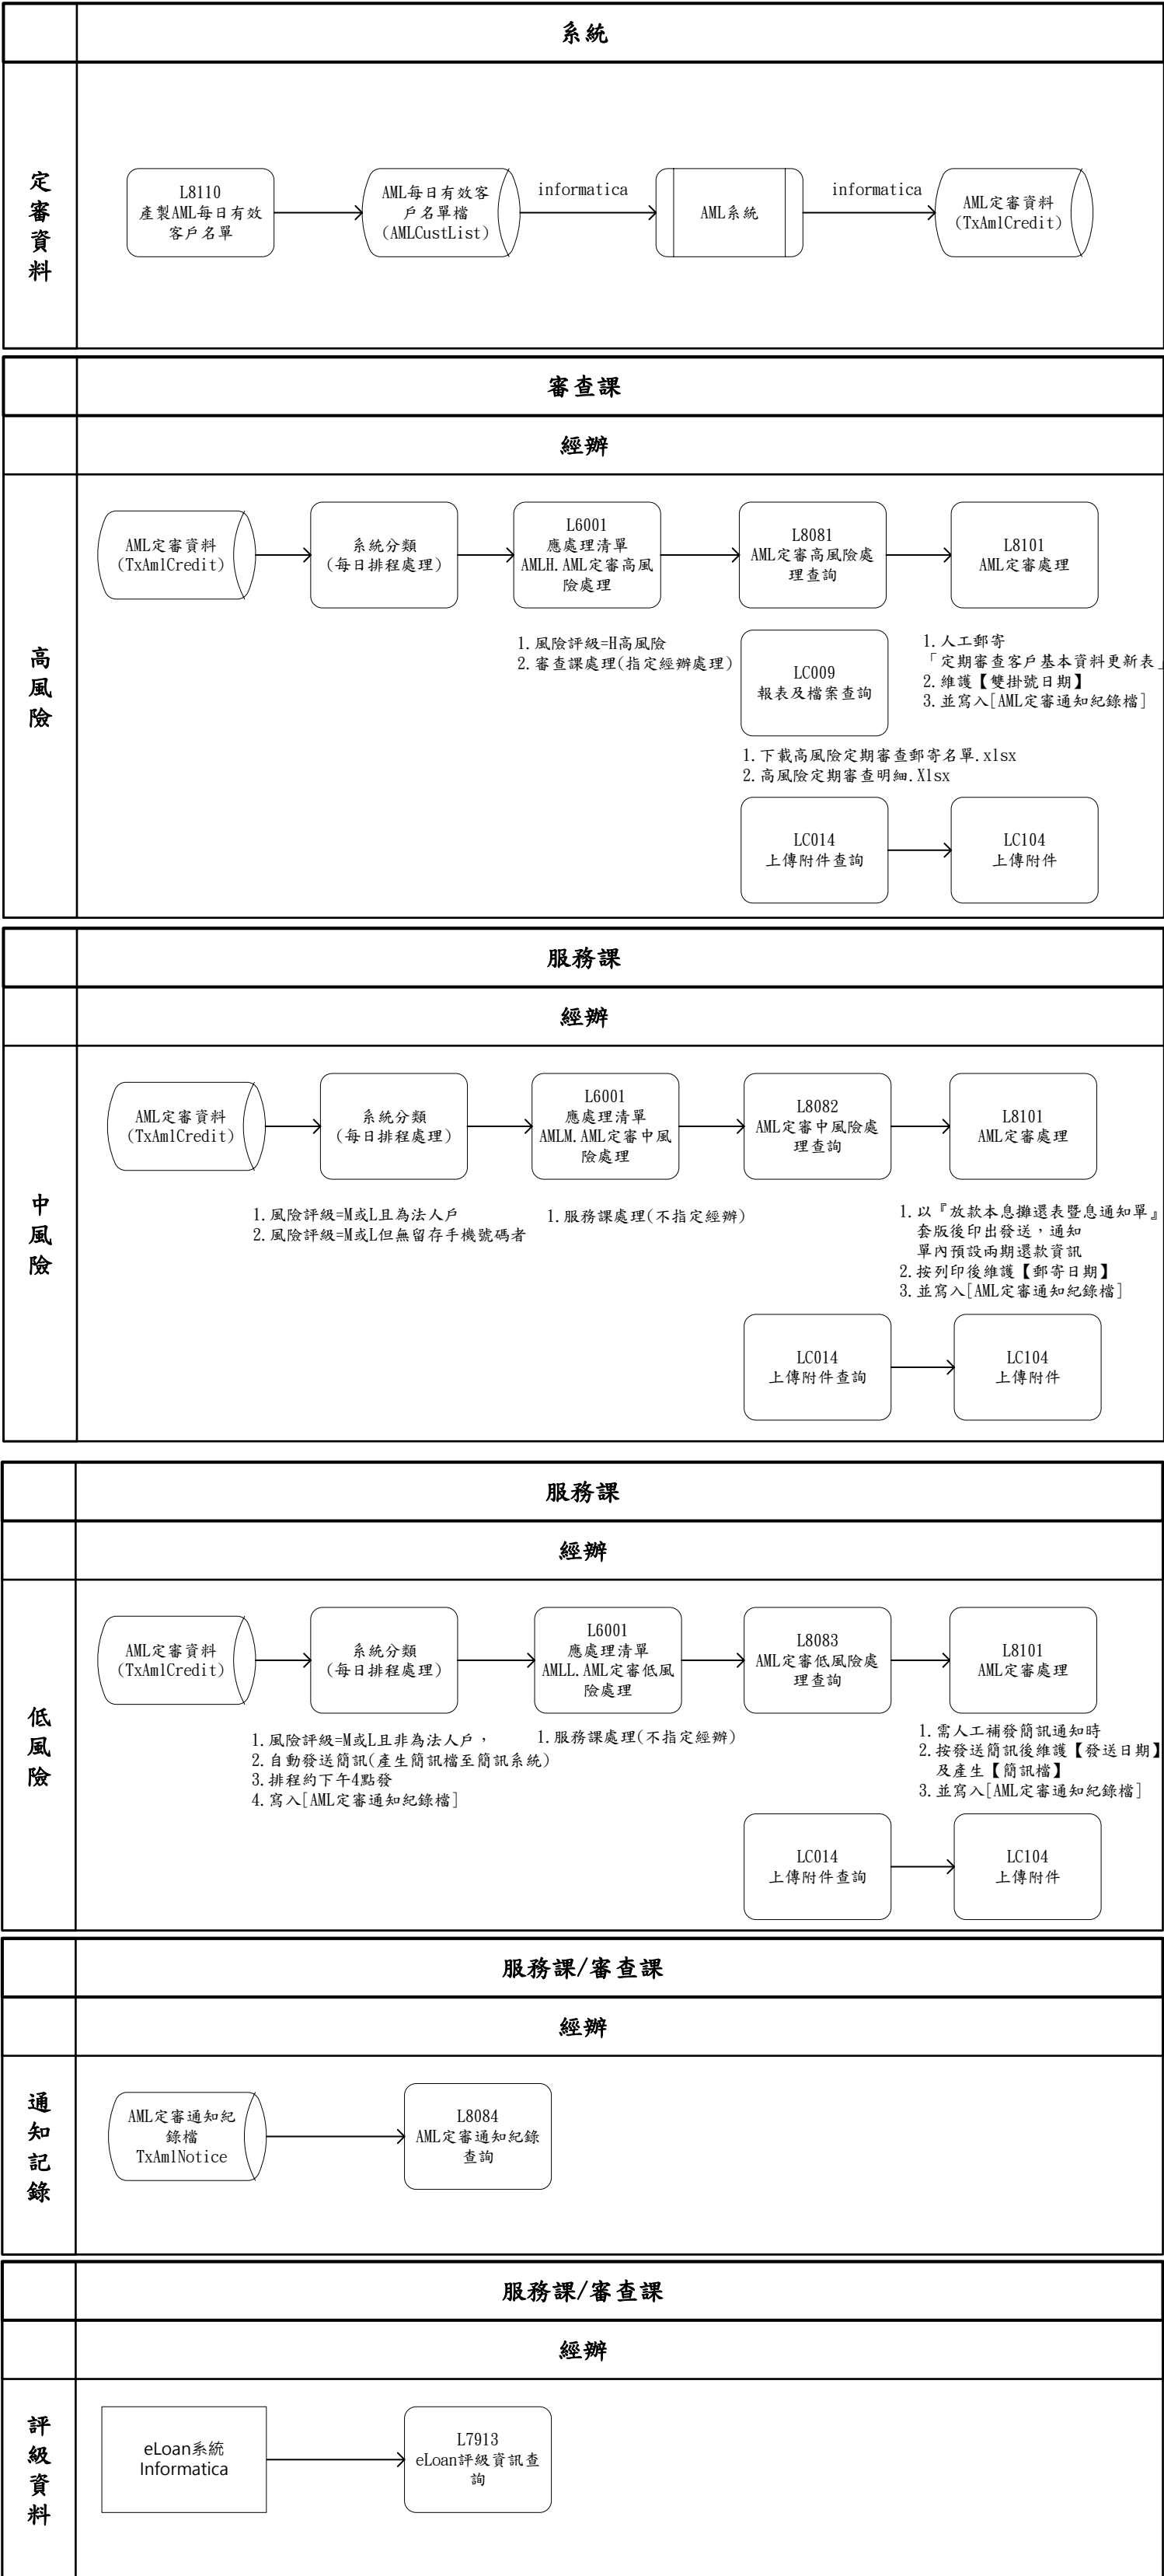 系統
定審資料
L8110
產製AML每日有效
客戶名單
AML每日有效客
戶名單檔
(AMLCustList)
informatica
AML系統
informatica
AML定審資料
(TxAmlCredit)
審查課
經辦
高風險
AML定審資料
(TxAmlCredit)
系統分類
(每日排程處理)
L6001
應處理清單
AMLH.AML定審高風
險處理
L8081
AML定審高風險處
理查詢
L8101
AML定審處理
1.風險評級=H高風險
2.審查課處理(指定經辦處理)
LC009
報表及檔案查詢
1.人工郵寄
「定期審查客戶基本資料更新表」
2.維護【雙掛號日期】
3.並寫入[AML定審通知紀錄檔]
1.下載高風險定期審查郵寄名單.xlsx
2.高風險定期審查明細.Xlsx
LC014
上傳附件查詢
LC104
上傳附件
服務課
經辦
中風險
AML定審資料
(TxAmlCredit)
系統分類
(每日排程處理)
L6001
應處理清單
AMLM.AML定審中風
險處理
L8082
AML定審中風險處
理查詢
L8101
AML定審處理
1.風險評級=M或L且為法人戶
2.風險評級=M或L但無留存手機號碼者
1.服務課處理(不指定經辦)
1.以『放款本息攤還表暨息通知單』
套版後印出發送，通知
單內預設兩期還款資訊
2.按列印後維護【郵寄日期】
3.並寫入[AML定審通知紀錄檔]
LC014
上傳附件查詢
LC104
上傳附件
服務課
經辦
低風險
AML定審資料
(TxAmlCredit)
系統分類
(每日排程處理)
L6001
應處理清單
AMLL.AML定審低風
險處理
L8083
AML定審低風險處
理查詢
L8101
AML定審處理
1.風險評級=M或L且非為法人戶，
2.自動發送簡訊(產生簡訊檔至簡訊系統)
3.排程約下午4點發
4.寫入[AML定審通知紀錄檔]
1.服務課處理(不指定經辦)
1.需人工補發簡訊通知時
2.按發送簡訊後維護【發送日期】
及產生【簡訊檔】
3.並寫入[AML定審通知紀錄檔]
LC014
上傳附件查詢
LC104
上傳附件
服務課/審查課
經辦
通知記錄
AML定審通知紀
錄檔
TxAmlNotice
L8084
AML定審通知紀錄
查詢
服務課/審查課
經辦
評級資料
eLoan系統
Informatica
L7913
eLoan評級資訊查
詢